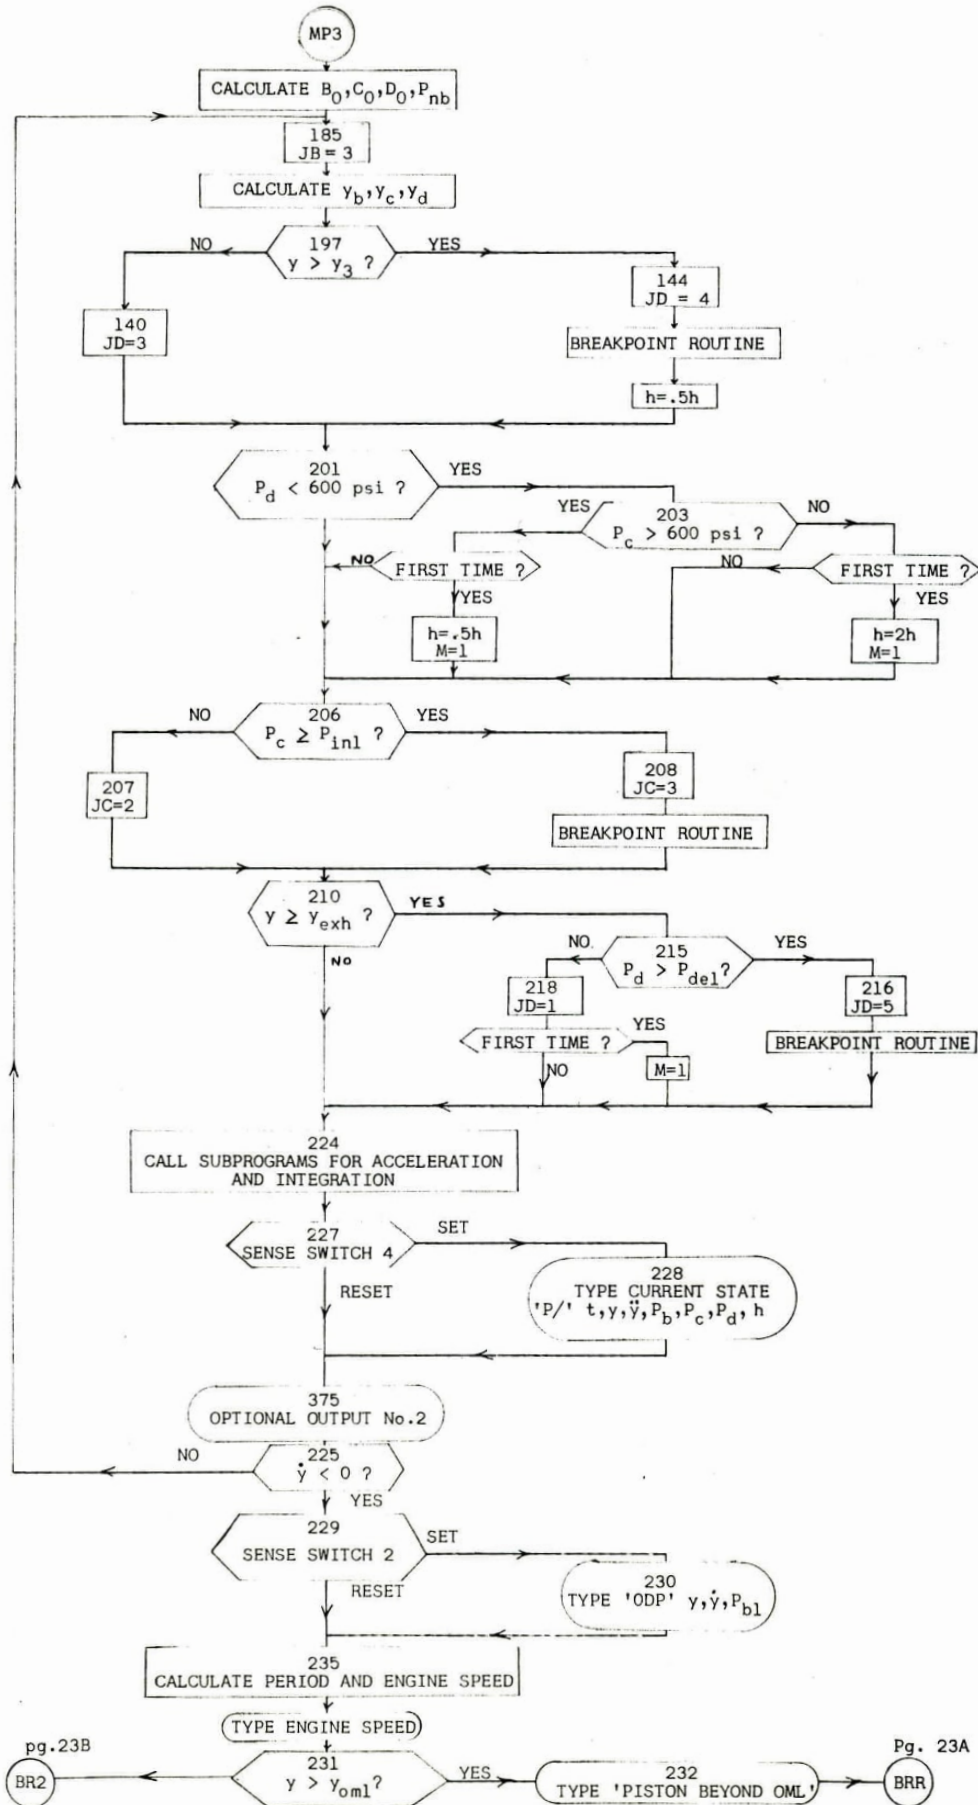 MP3
CALCULATE B₀,C₀,D₀,Pnb
185
JB = 3
CALCULATE yb,yc,yd
197
y > y₃ ?
NO
YES
140
JD=3
144
JD = 4
BREAKPOINT ROUTINE
h=.5h
201
Pd < 600 psi ?
YES
203
Pc > 600 psi ?
YES
NO
NO
FIRST TIME ?
YES
h=.5h
M=1
NO
FIRST TIME ?
YES
h=2h
M=1
206
Pc ≥ Pinl ?
NO
YES
207
JC=2
208
JC=3
BREAKPOINT ROUTINE
210
y ≥ yexh ?
YES
NO
215
Pd > Pdel?
NO
YES
218
JD=1
216
JD=5
FIRST TIME ?
YES
NO
M=1
BREAKPOINT ROUTINE
224
CALL SUBPROGRAMS FOR ACCELERATION
AND INTEGRATION
227
SENSE SWITCH 4
SET
RESET
228
TYPE CURRENT STATE
'P/' t,y,ÿ,Pb,Pc,Pd, h
375
OPTIONAL OUTPUT No.2
225
ẏ < 0 ?
NO
YES
229
SENSE SWITCH 2
SET
RESET
230
TYPE 'ODP' y,ẏ,Pbl
235
CALCULATE PERIOD AND ENGINE SPEED
TYPE ENGINE SPEED
pg.23B
BR2
231
y > yoml?
YES
232
TYPE 'PISTON BEYOND OML'
Pg. 23A
BRR